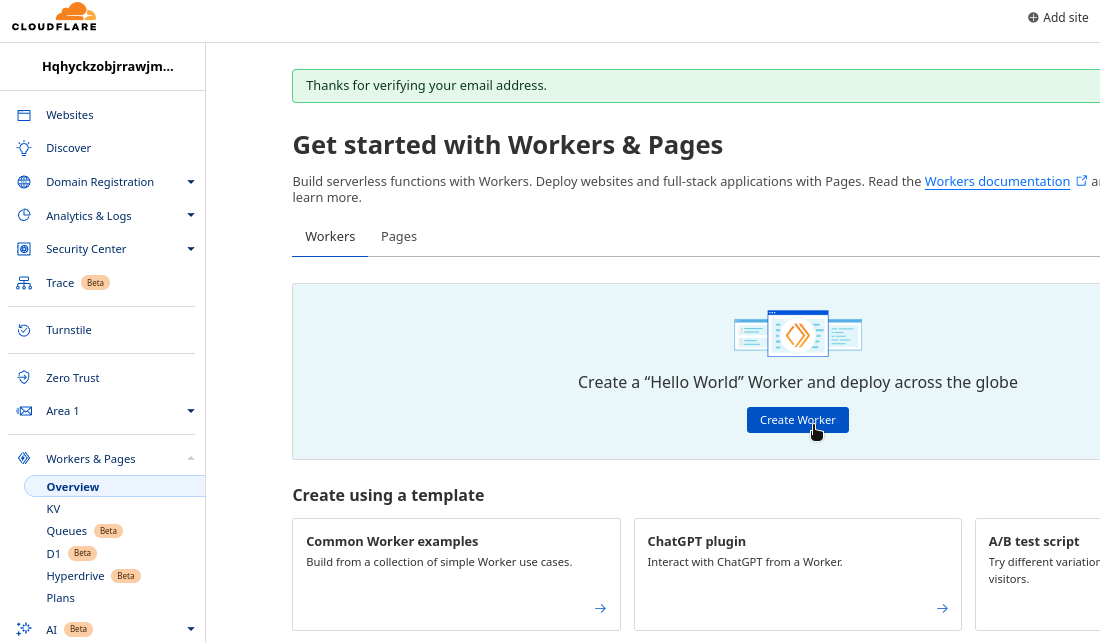 CLOUDFLARE
Add site
Hqhyckzobjrrawjm...
Websites
Discover
Domain Registration
Analytics & Logs
Security Center
Trace Beta
Turnstile
Zero Trust
Area 1
Workers & Pages
Overview
KV
Queues Beta
D1 Beta
Hyperdrive Beta
Plans
AI Beta
Thanks for verifying your email address.
Get started with Workers & Pages
Build serverless functions with Workers. Deploy websites and full-stack applications with Pages. Read the Workers documentation
learn more.
Workers Pages
Create a “Hello World” Worker and deploy across the globe
Create Worker
Create using a template
Common Worker examples
Build from a collection of simple Worker use cases.
ChatGPT plugin
Interact with ChatGPT from a Worker.
A/B test script
Try different variation
visitors.